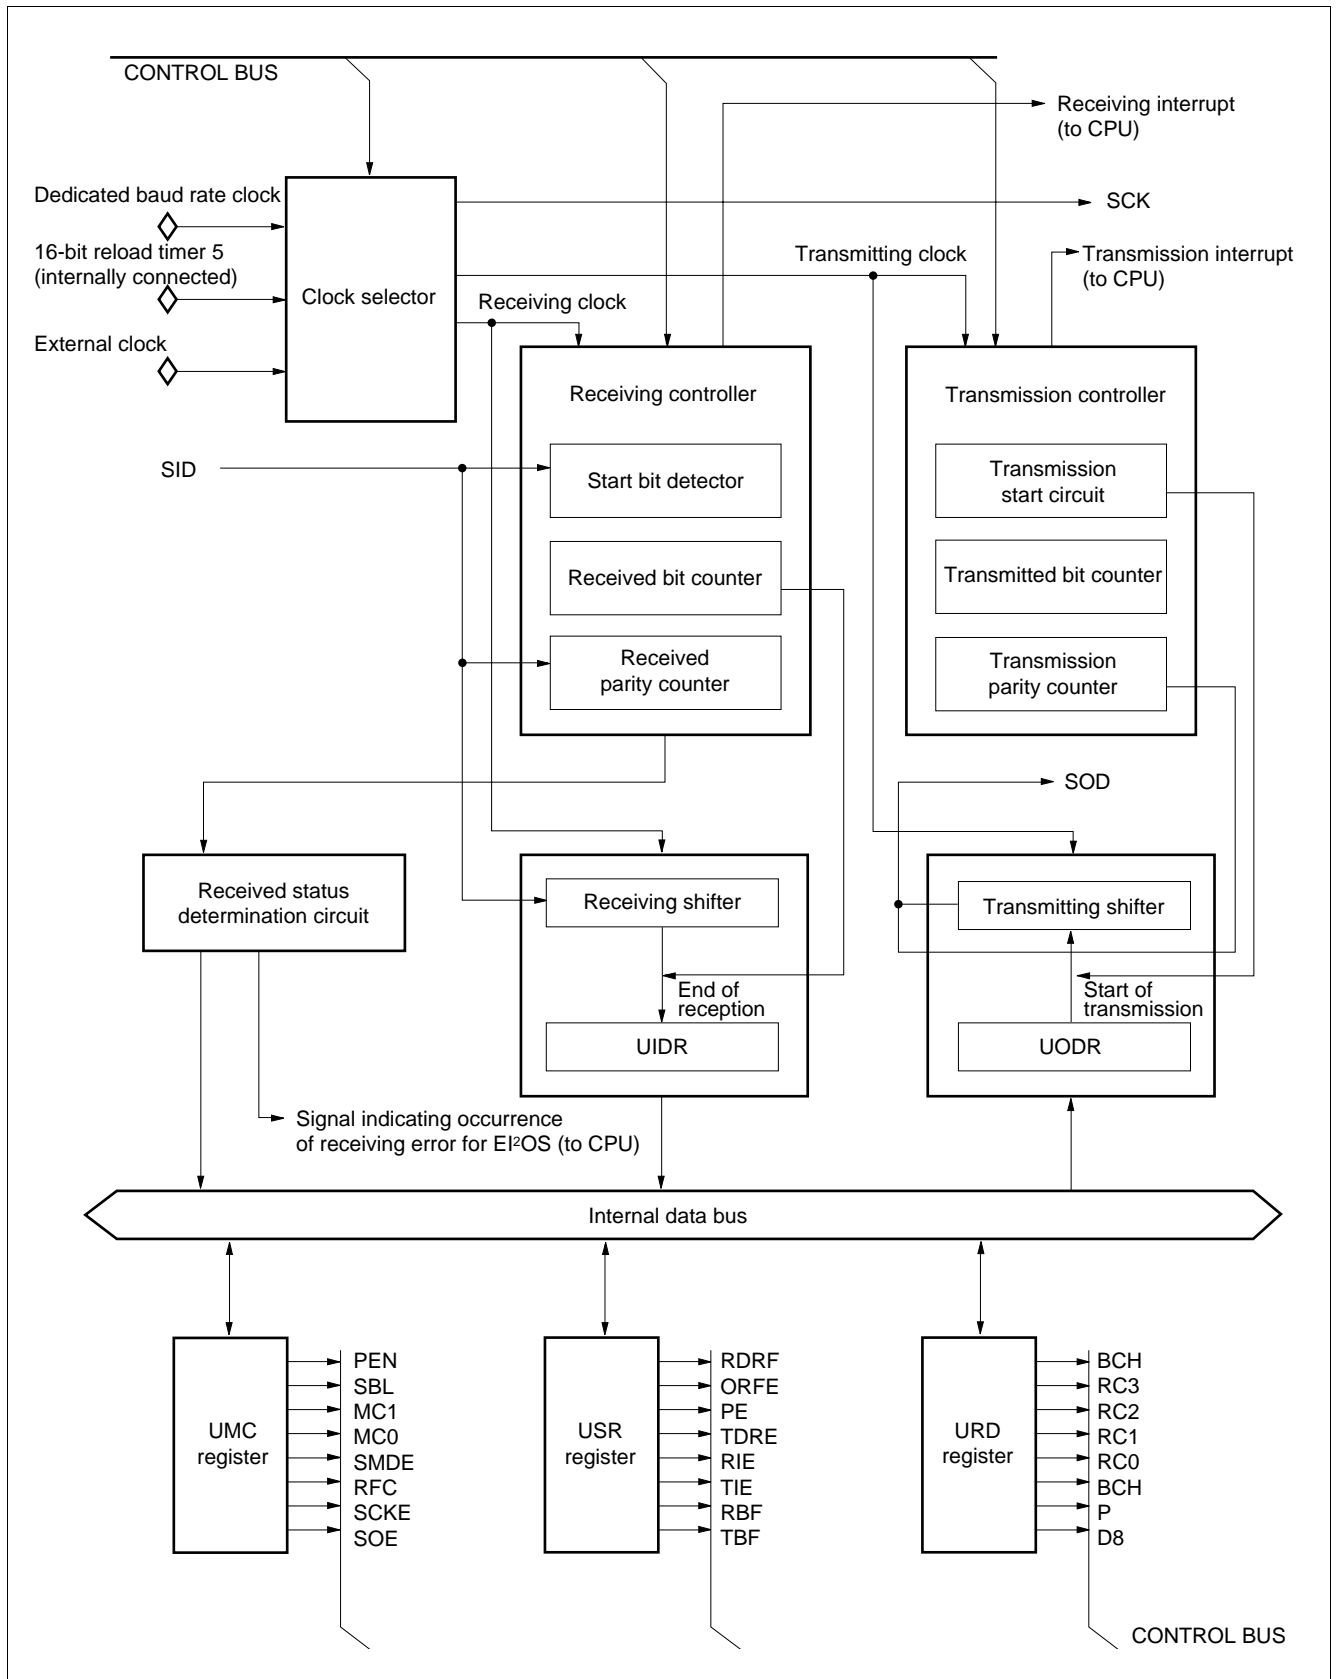 CONTROL BUS
Receiving interrupt
(to CPU)
Dedicated baud rate clock
SCK
16-bit reload timer 5
(internally connected)
Transmitting clock
Transmission interrupt
(to CPU)
Clock selector
Receiving clock
External clock
Receiving controller
Transmission controller
SID
Start bit detector
Transmission
start circuit
Received bit counter
Transmitted bit counter
Received
parity counter
Transmission
parity counter
SOD
Received status
determination circuit
Receiving shifter
Transmitting shifter
End of
reception
Start of
transmission
UIDR
UODR
Signal indicating occurrence
of receiving error for EI²OS (to CPU)
Internal data bus
UMC
register
PEN
SBL
MC1
MC0
SMDE
RFC
SCKE
SOE
USR
register
RDRF
ORFE
PE
TDRE
RIE
TIE
RBF
TBF
URD
register
BCH
RC3
RC2
RC1
RC0
BCH
P
D8
CONTROL BUS